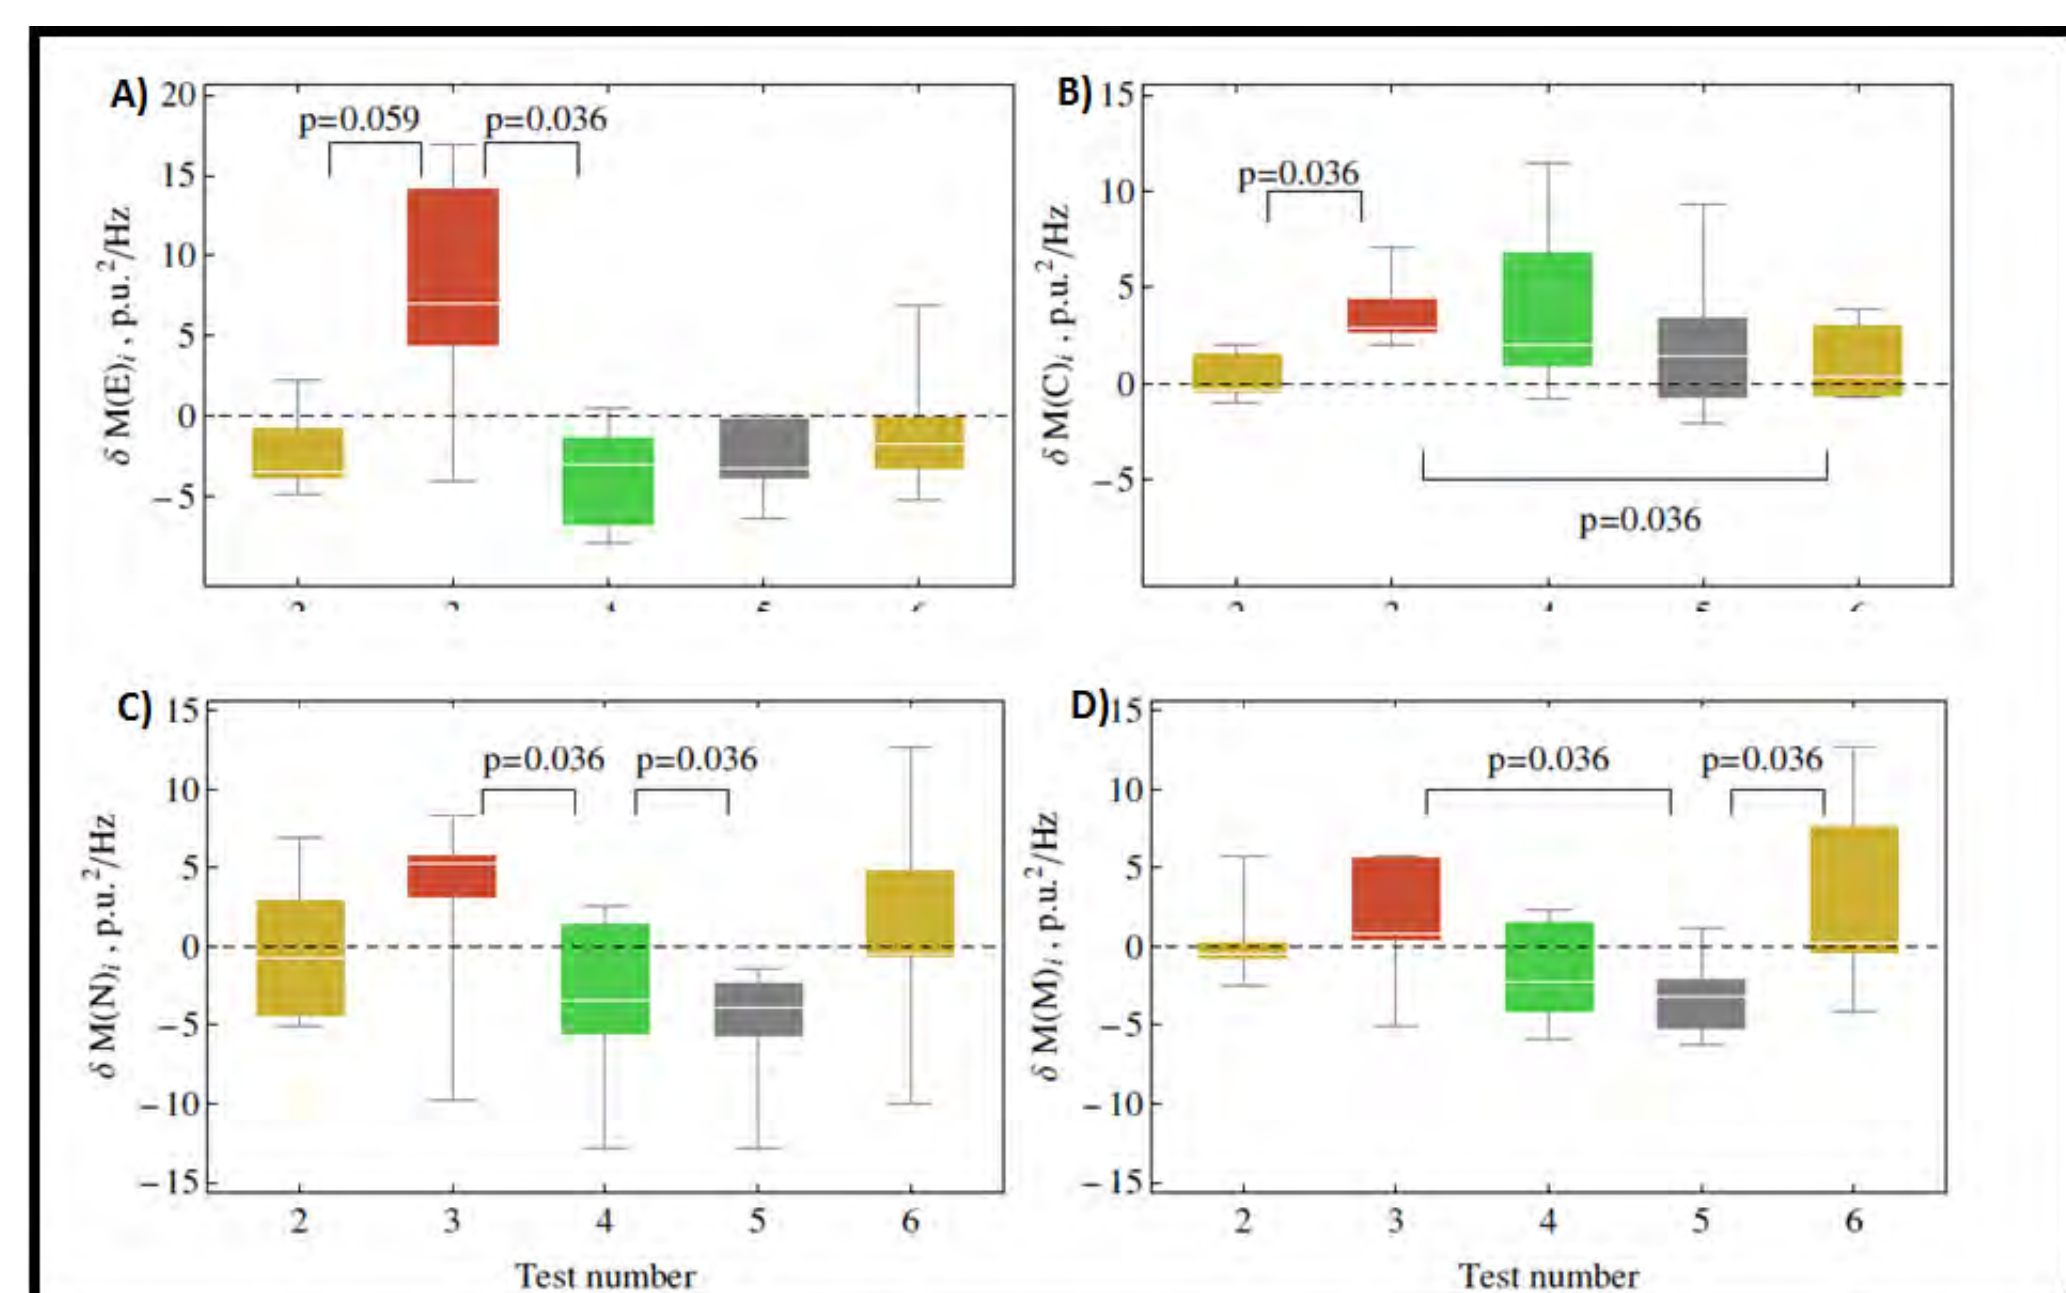 A)
20
15
10
5
0
−5
p=0.059
p=0.036
δ M(E)i , p.u.²/Hz
B)
15
10
5
0
−5
p=0.036
p=0.036
δ M(C)i , p.u.²/Hz
C)
15
10
5
0
−5
−10
−15
p=0.036
p=0.036
δ M(N)i , p.u.²/Hz
2 3 4 5 6
Test number
D)
15
10
5
0
−5
−10
−15
p=0.036
p=0.036
δ M(M)i , p.u.²/Hz
2 3 4 5 6
Test number